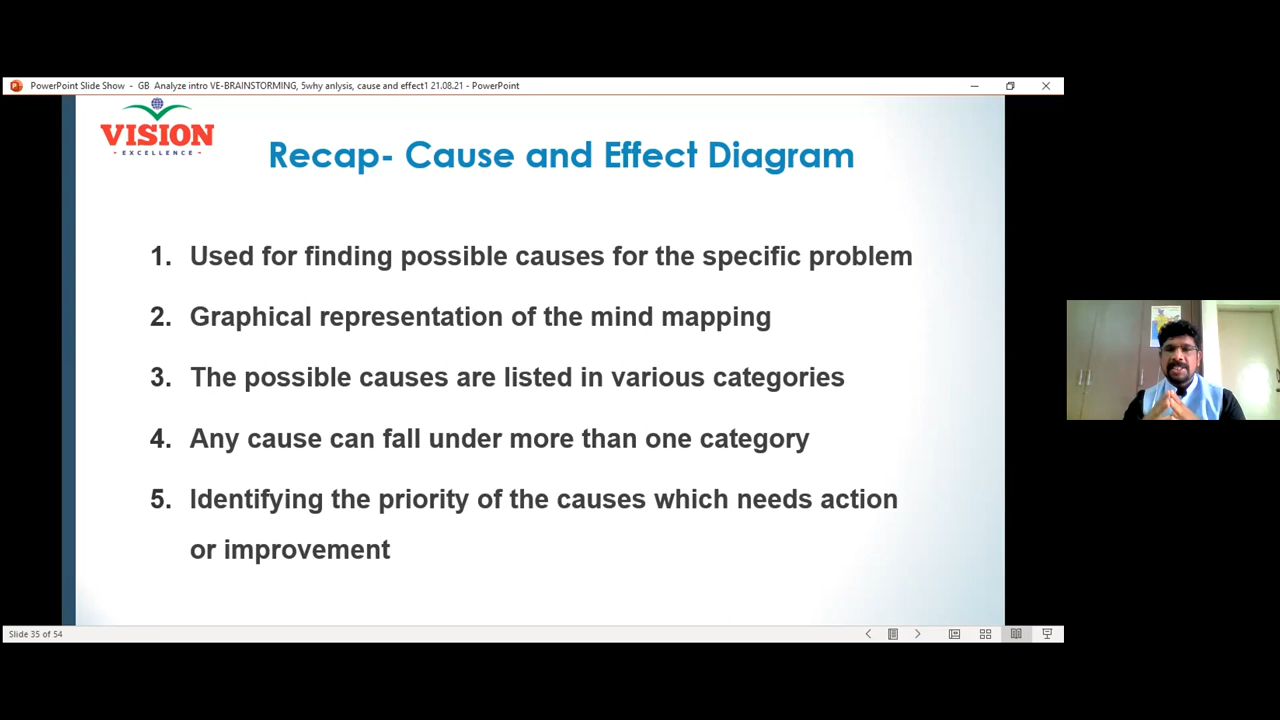 PowerPoint Slide Show - GB Analyze intro VE-BRAINSTORMING, 5why anlysis, cause and effect1 21.08.21 - PowerPoint
VISION
- EXCELLENCE -
Recap- Cause and Effect Diagram
1. Used for finding possible causes for the specific problem
2. Graphical representation of the mind mapping
3. The possible causes are listed in various categories
4. Any cause can fall under more than one category
5. Identifying the priority of the causes which needs action
or improvement
Slide 35 of 54